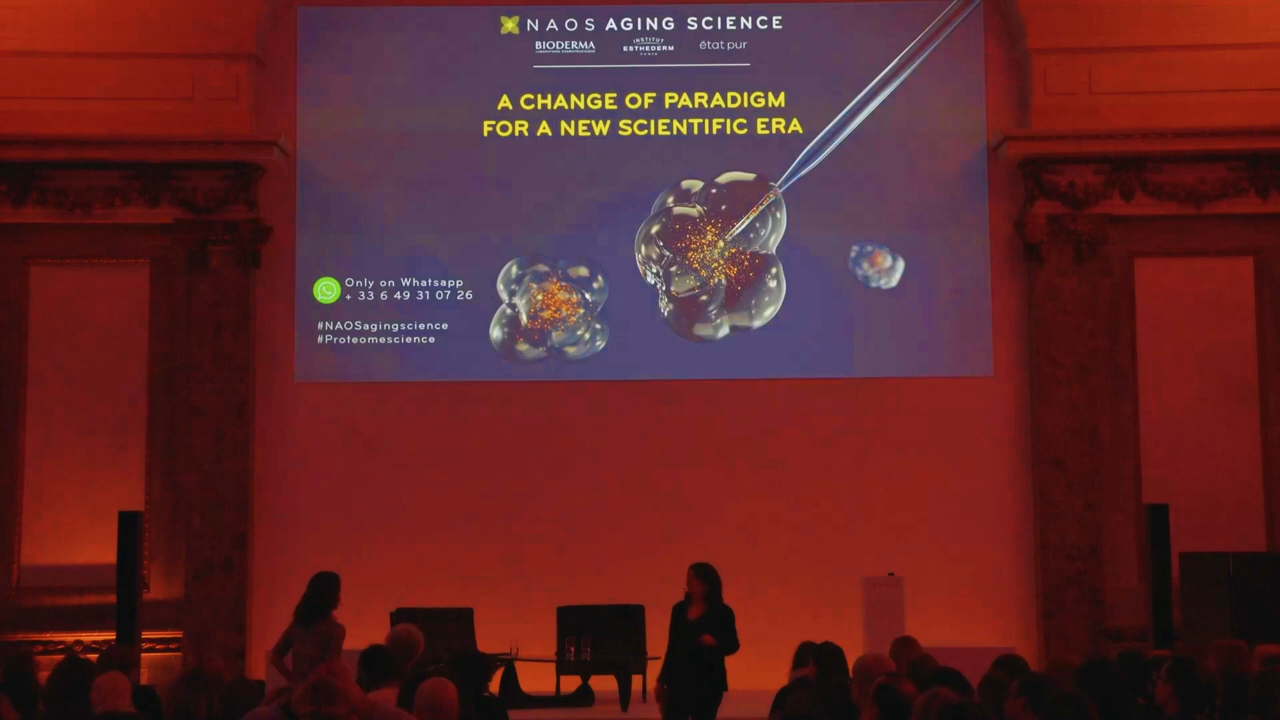 NAOS AGING SCIENCE
BIODERMA
INSTITUT
ESTHEDERM
PARIS
état pur
A CHANGE OF PARADIGM
FOR A NEW SCIENTIFIC ERA
Only on Whatsapp
+ 33 6 49 31 07 26
#NAOSagingscience
#Proteomescience